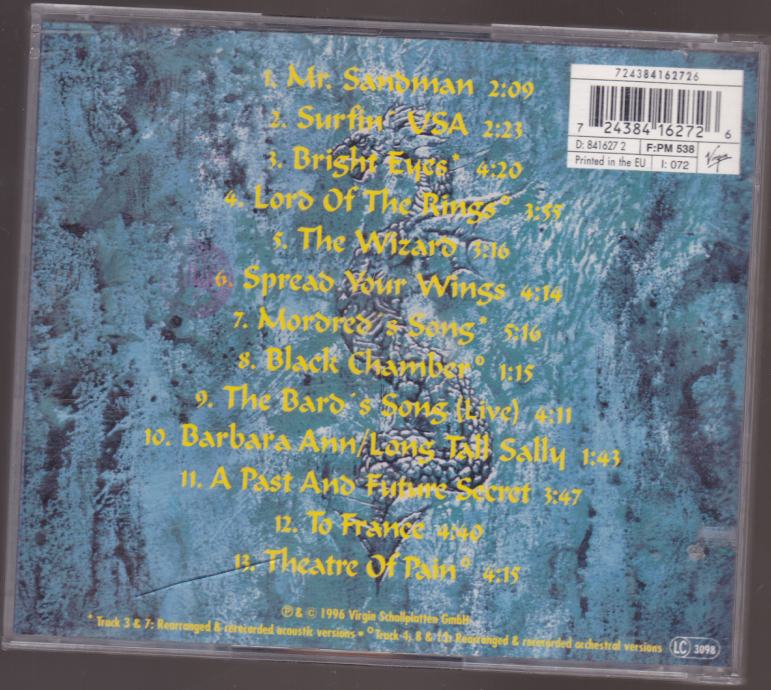 1. Mr. Sandman 2:09
2. Surfin' USA 2:23
3. Bright Eyes* 4:20
4. Lord Of The Rings° 3:55
5. The Wizard 3:16
6. Spread Your Wings 4:14
7. Mordred´s Song* 5:16
8. Black Chamber° 1:15
9. The Bard´s Song (Live) 4:11
10. Barbara Ann/Long Tall Sally 1:43
11. A Past And Future Secret 3:47
12. To France 4:40
13. Theatre Of Pain° 4:15
724384162726
7 24384 16272 6
D: 841627 2 F:PM 538
Printed in the EU I: 072 Virgin
℗ & © 1996 Virgin Schallplatten GmbH
* Track 3 & 7: Rearranged & rerecorded acoustic versions • ° Track 4, 8 & 13: Rearranged & rerecorded orchestral versions
LC 3098